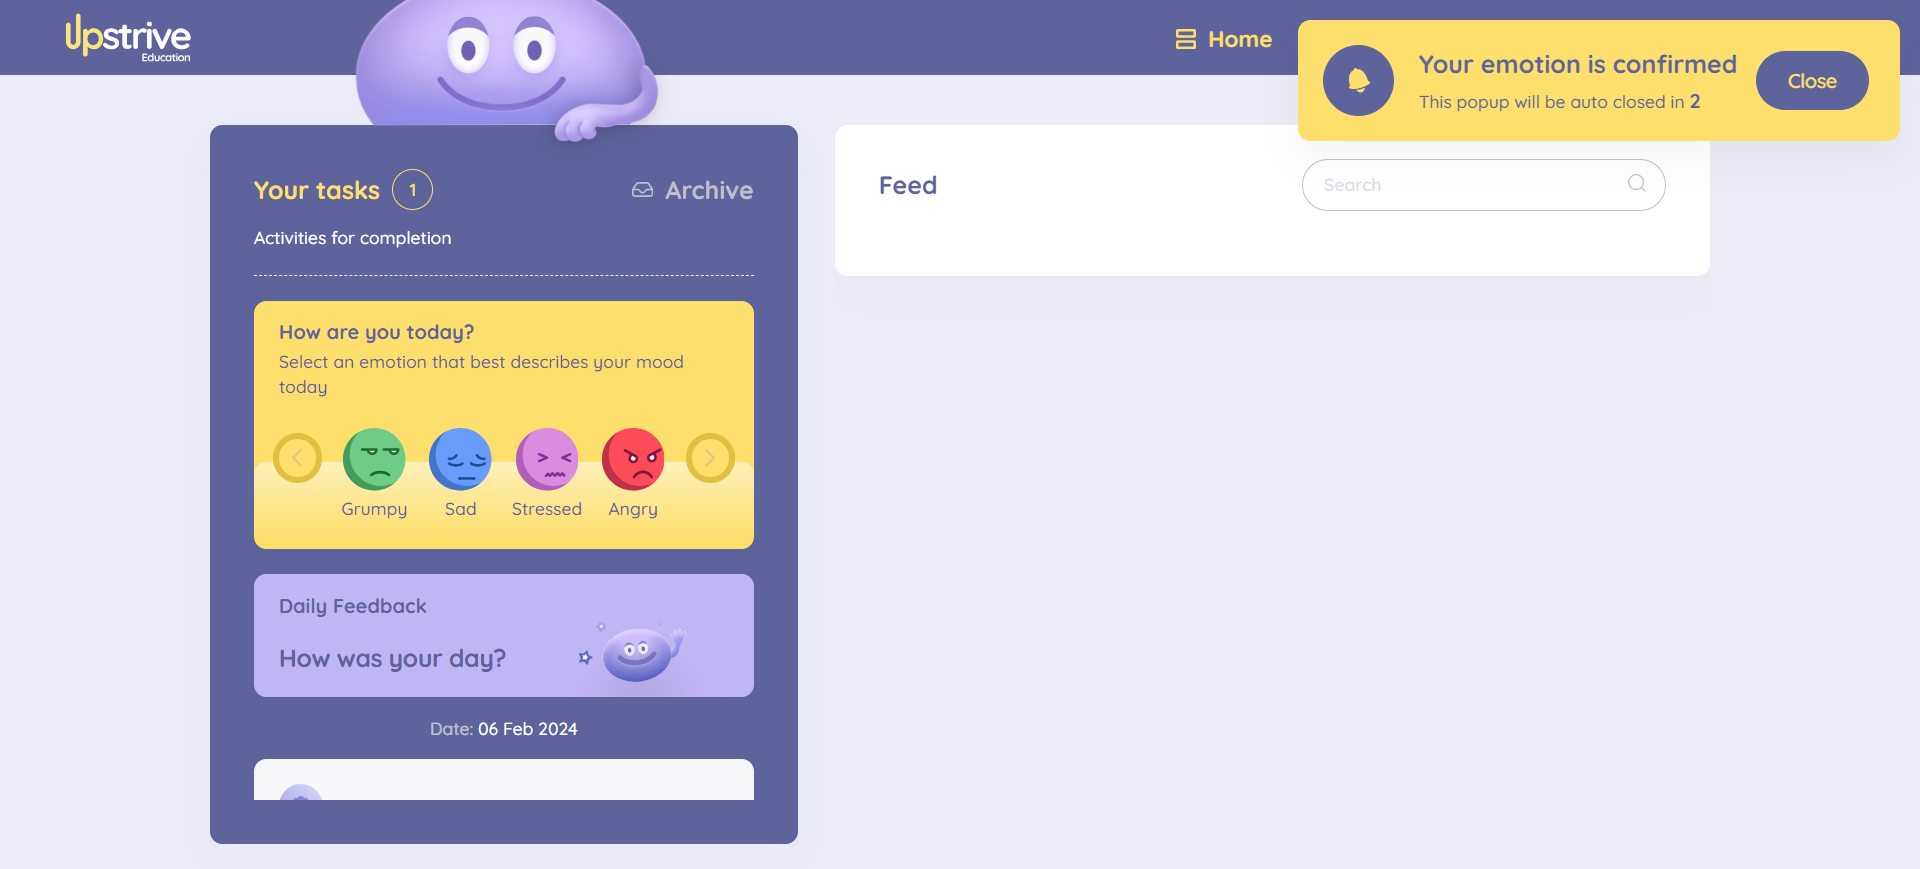 Upstrive
Education
Home
Your emotion is confirmed
This popup will be auto closed in 2
Close
Your tasks 1
Archive
Activities for completion
Feed
Search
How are you today?
Select an emotion that best describes your mood
today
Grumpy Sad Stressed Angry
Daily Feedback
How was your day?
Date: 06 Feb 2024